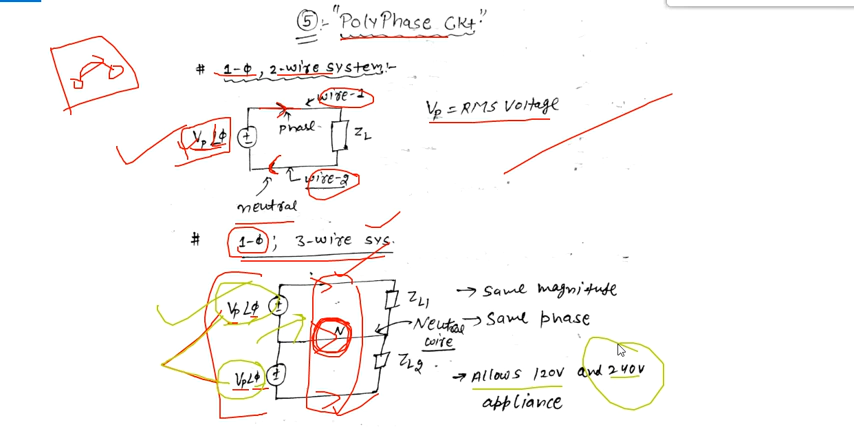 ⑤:- "PolyPhase Ckt"
# 1-ϕ, 2-wire system:-
wire-1
Vp = RMS Voltage
phase
Vp∠ϕ
ZL
wire-2
neutral
# 1-ϕ; 3-wire sys.
Vp∠ϕ
ZL1
→ Same magnitude
N
Neutral wire
→ Same phase
Vp∠ϕ
ZL2
→ Allows 120V and 240V
appliance